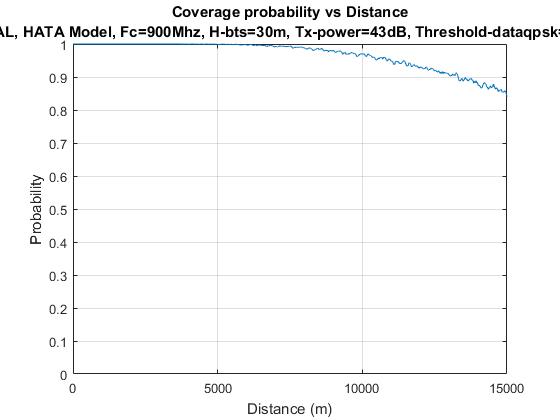 Coverage probability vs Distance
AL, HATA Model, Fc=900Mhz, H-bts=30m, Tx-power=43dB, Threshold-dataqpsk=
1
0.9
0.8
0.7
0.6
0.5
0.4
0.3
0.2
0.1
0
Probability
0 5000 10000 15000
Distance (m)